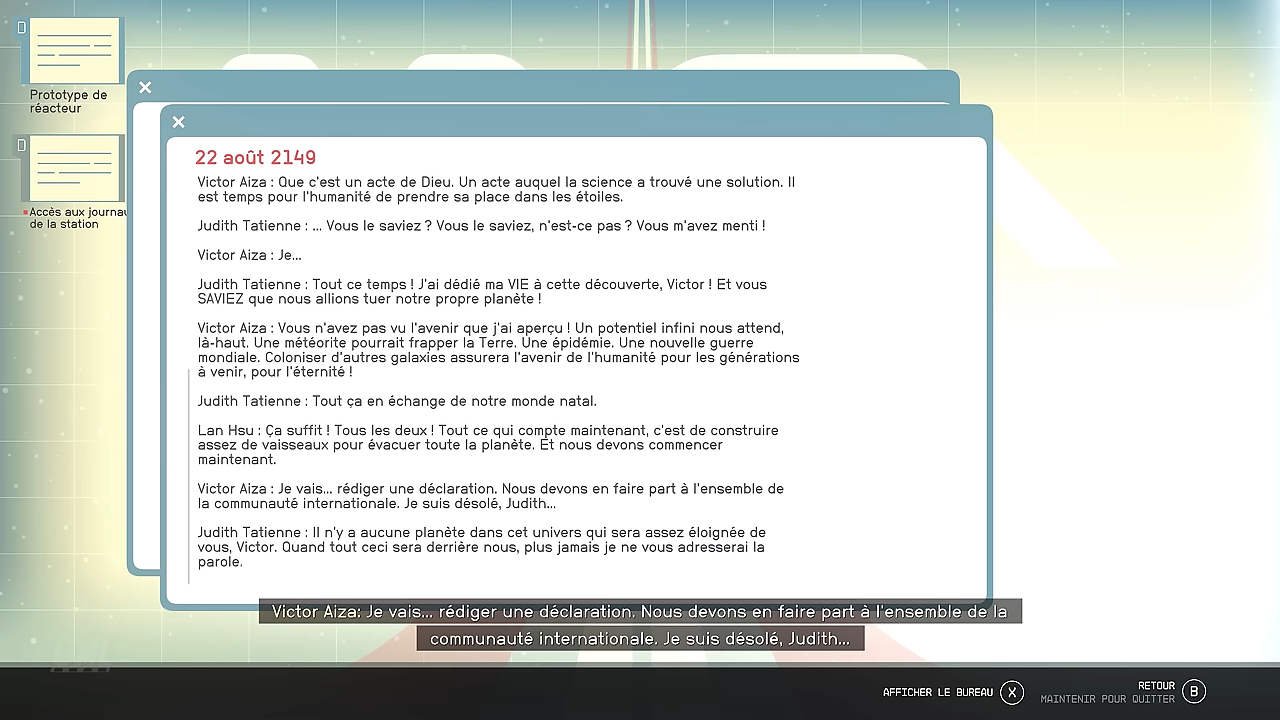 Prototype de
réacteur
Accès aux journau
de la station
22 août 2149
Victor Aiza : Que c'est un acte de Dieu. Un acte auquel la science a trouvé une solution. Il
est temps pour l'humanité de prendre sa place dans les étoiles.
Judith Tatienne : ... Vous le saviez ? Vous le saviez, n'est-ce pas ? Vous m'avez menti !
Victor Aiza : Je...
Judith Tatienne : Tout ce temps ! J'ai dédié ma VIE à cette découverte, Victor ! Et vous
SAVIEZ que nous allions tuer notre propre planète !
Victor Aiza : Vous n'avez pas vu l'avenir que j'ai aperçu ! Un potentiel infini nous attend,
là-haut. Une météorite pourrait frapper la Terre. Une épidémie. Une nouvelle guerre
mondiale. Coloniser d'autres galaxies assurera l'avenir de l'humanité pour les générations
à venir, pour l'éternité !
Judith Tatienne : Tout ça en échange de notre monde natal.
Lan Hsu : Ça suffit ! Tous les deux ! Tout ce qui compte maintenant, c'est de construire
assez de vaisseaux pour évacuer toute la planète. Et nous devons commencer
maintenant.
Victor Aiza : Je vais... rédiger une déclaration. Nous devons en faire part à l'ensemble de
la communauté internationale. Je suis désolé, Judith...
Judith Tatienne : Il n'y a aucune planète dans cet univers qui sera assez éloignée de
vous, Victor. Quand tout ceci sera derrière nous, plus jamais je ne vous adresserai la
parole.
Victor Aiza: Je vais... rédiger une déclaration. Nous devons en faire part à l'ensemble de la
communauté internationale. Je suis désolé, Judith...
AFFICHER LE BUREAU X
RETOUR B
MAINTENIR POUR QUITTER